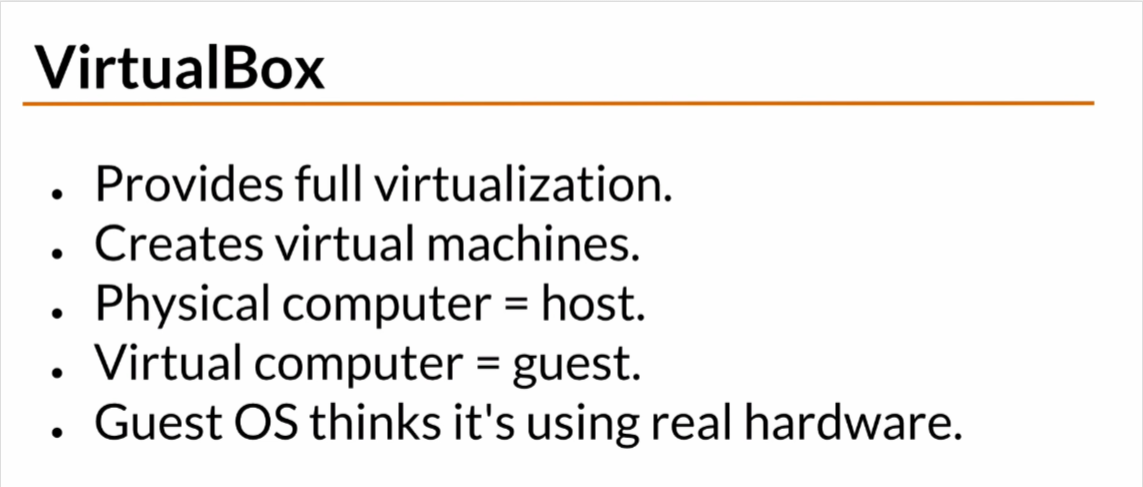 VirtualBox
• Provides full virtualization.
• Creates virtual machines.
• Physical computer = host.
• Virtual computer = guest.
• Guest OS thinks it's using real hardware.